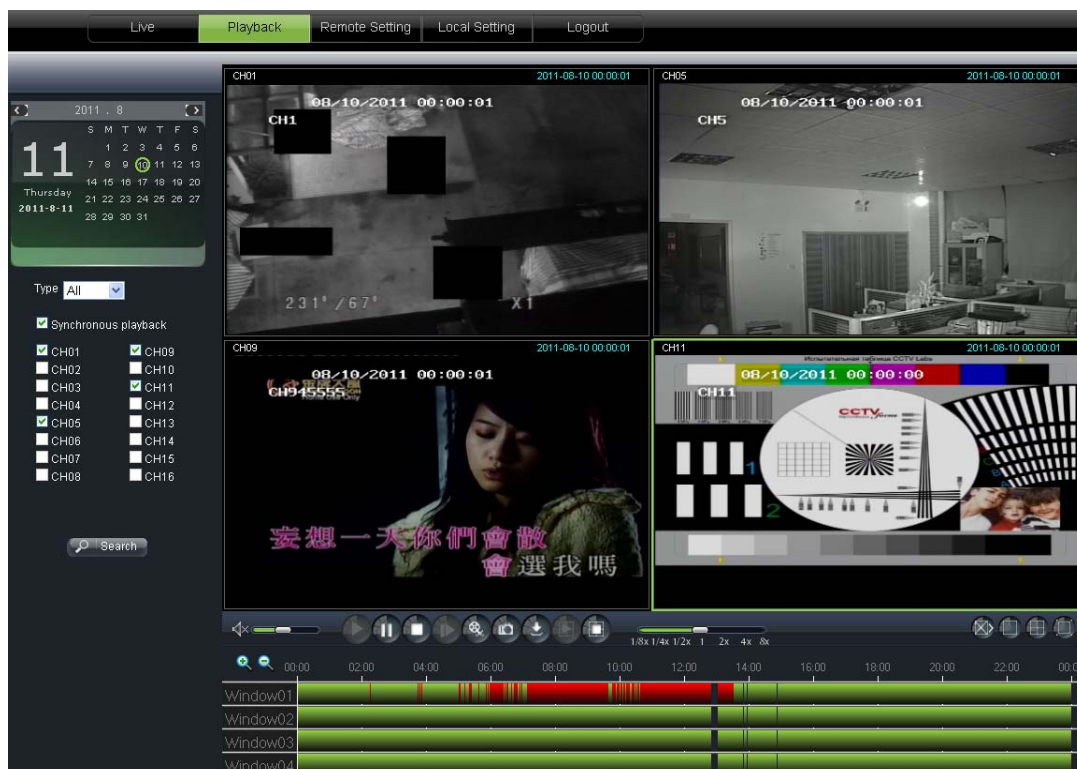 Live Playback Remote Setting Local Setting Logout
2011 . 8
S M T W T F S
1 2 3 4 5 6
7 8 9 10 11 12 13
14 15 16 17 18 19 20
21 22 23 24 25 26 27
28 29 30 31
11
Thursday
2011-8-11
Type All
Synchronous playback
CH01 CH09
CH02 CH10
CH03 CH11
CH04 CH12
CH05 CH13
CH06 CH14
CH07 CH15
CH08 CH16
Search
CH01 2011-08-10 00:00:01
08/10/2011 00:00:01
CH1
231°/67° X1
CH05 2011-08-10 00:00:01
08/10/2011 00:00:01
CH5
CH09 2011-08-10 00:00:01
08/10/2011 00:00:01
CH945555
Home Use Only
妄想一天你們會散
會選我嗎
CH11 2011-08-10 00:00:01
Испытательная таблица CCTV Labs
08/10/2011 00:00:00
CH11
CCTV
1
2
1/8x 1/4x 1/2x 1 2x 4x 8x
00:00 02:00 04:00 06:00 08:00 10:00 12:00 14:00 16:00 18:00 20:00 22:00
Window01
Window02
Window03
Window04